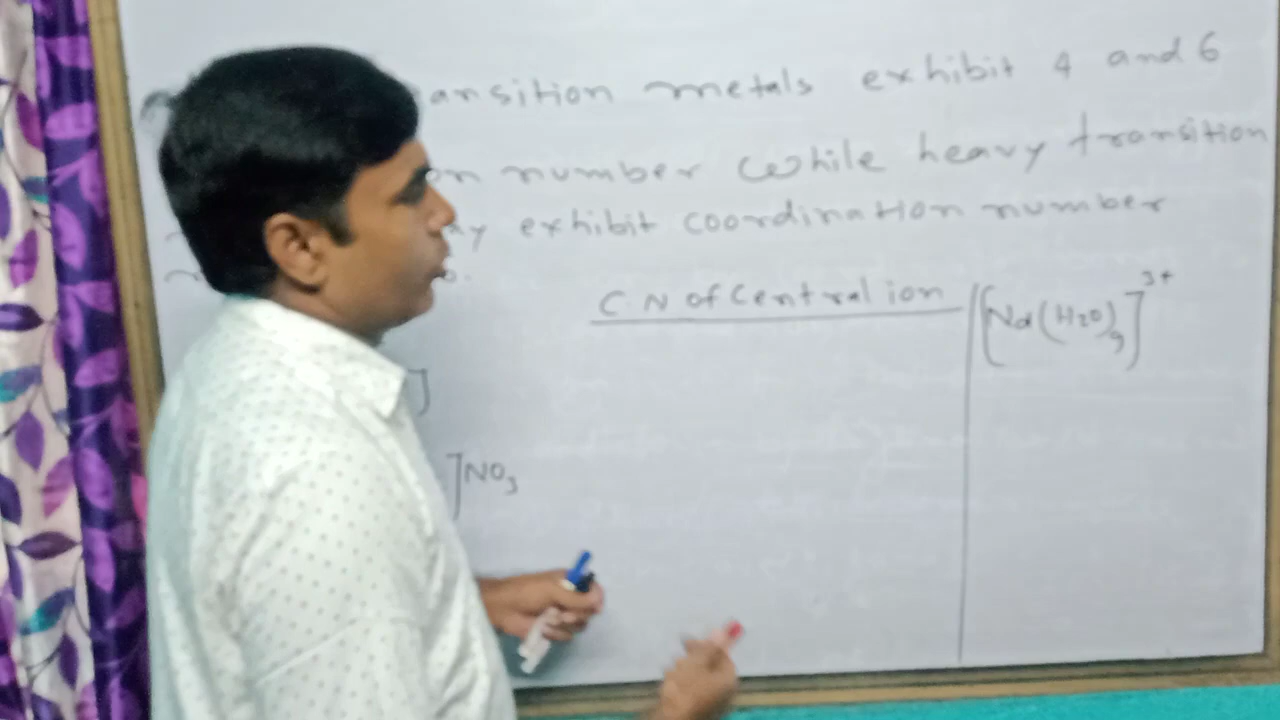 ansition metals exhibit 4 and 6
on number while heavy transition
ay exhibit coordination number
C N of Central ion
[Nd(H2O)9]3+
]
]NO3